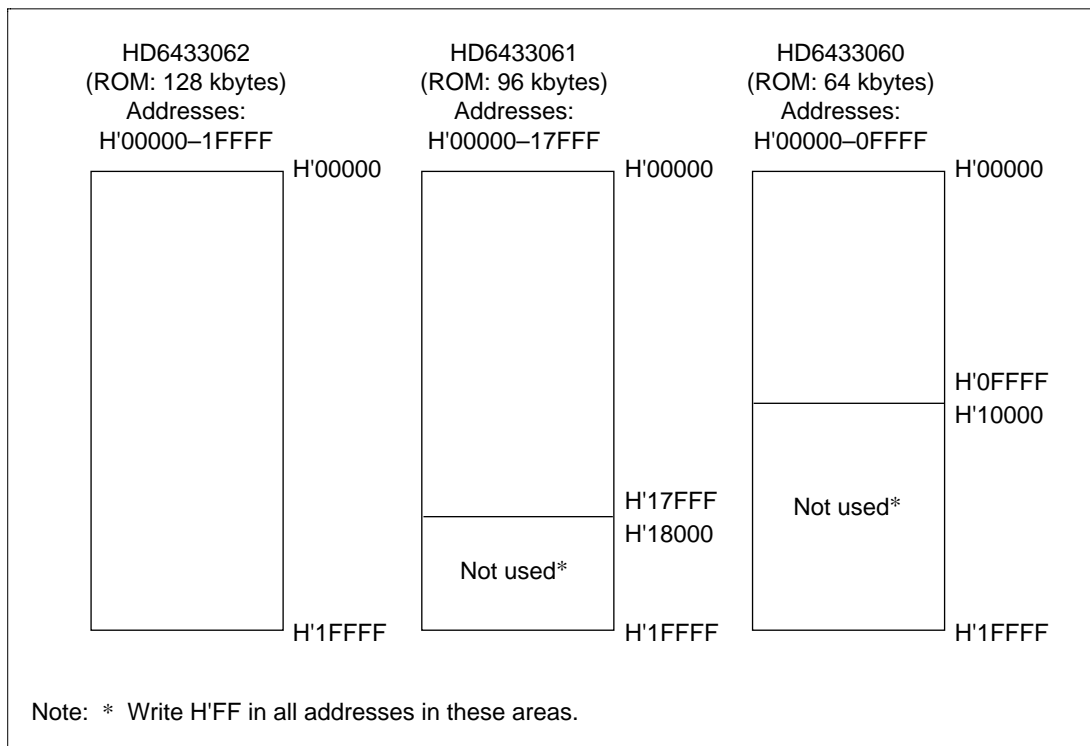 HD6433062
(ROM: 128 kbytes)
Addresses:
H'00000–1FFFF
H'00000
H'1FFFF
HD6433061
(ROM: 96 kbytes)
Addresses:
H'00000–17FFF
H'00000
H'17FFF
H'18000
Not used*
H'1FFFF
HD6433060
(ROM: 64 kbytes)
Addresses:
H'00000–0FFFF
H'00000
H'0FFFF
H'10000
Not used*
H'1FFFF
Note: * Write H'FF in all addresses in these areas.